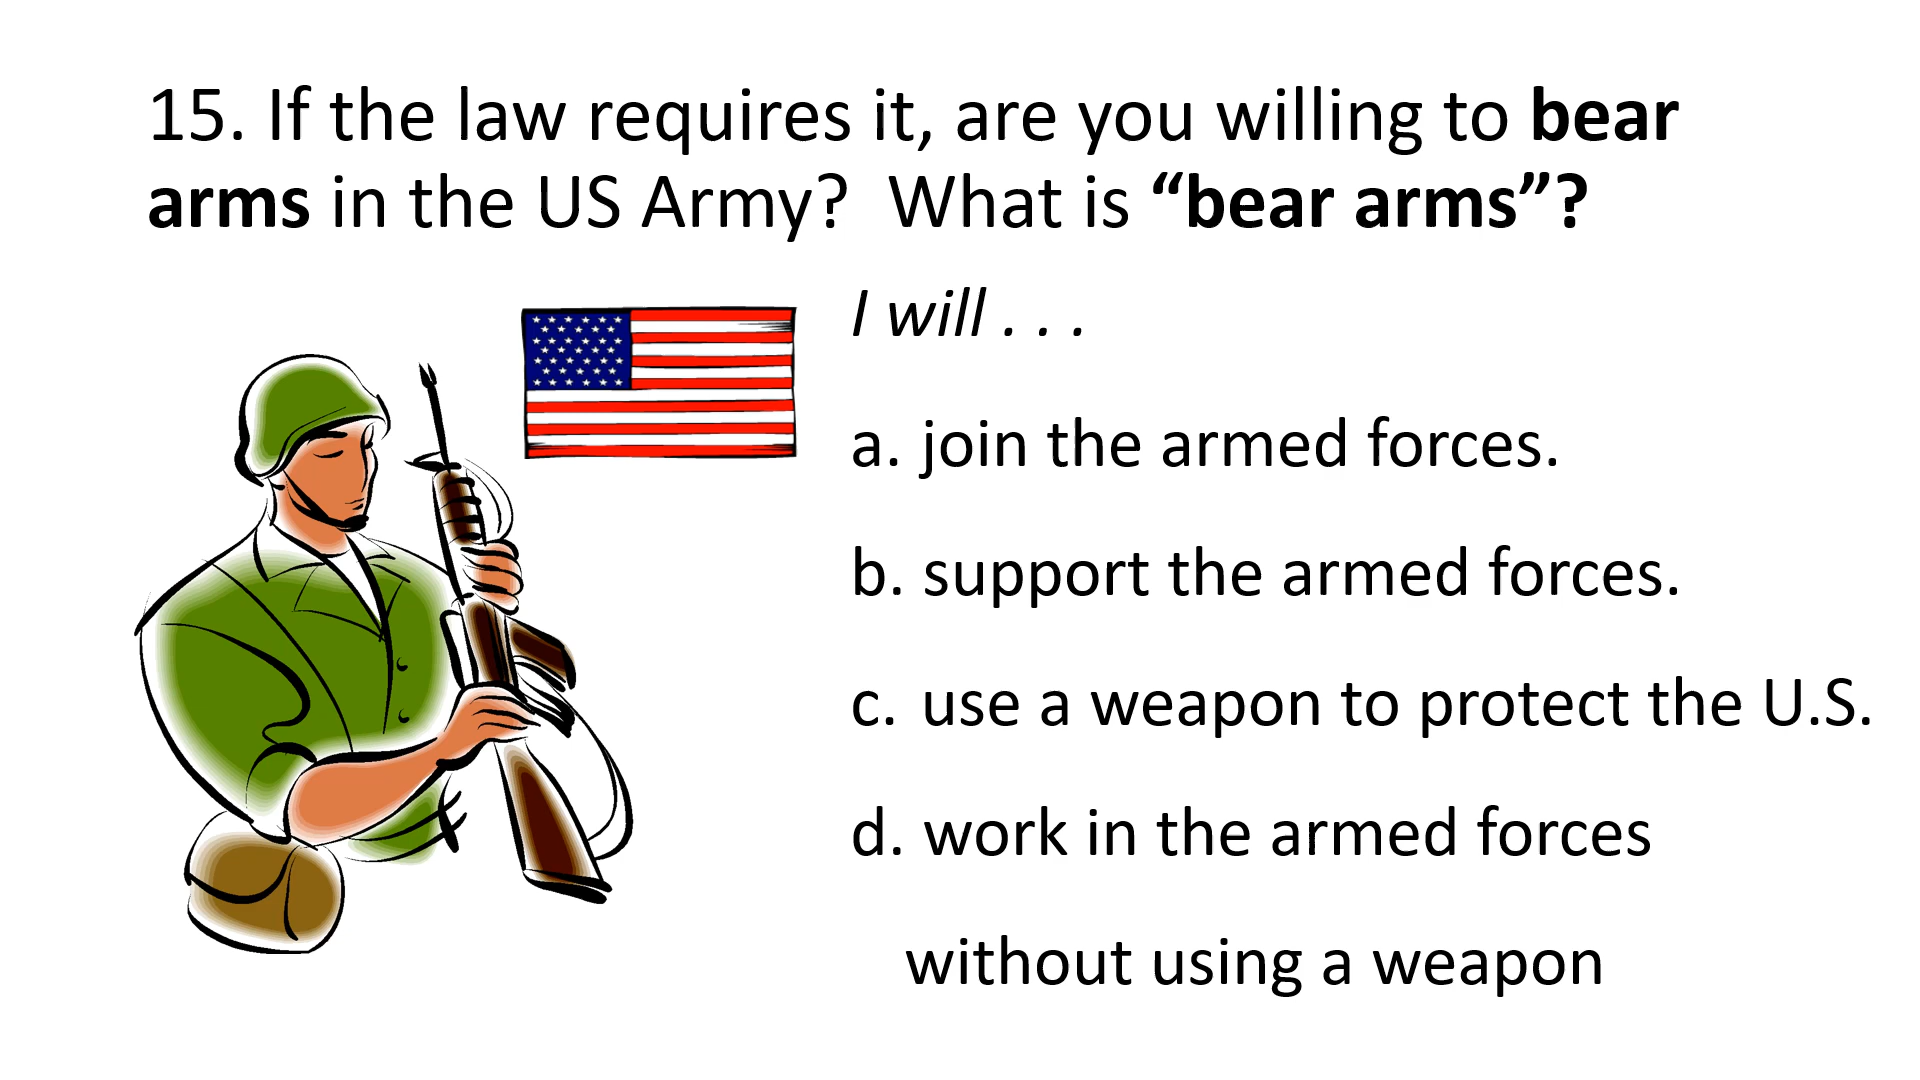 15. If the law requires it, are you willing to bear
arms in the US Army?  What is “bear arms”?
I will . . .
a. join the armed forces.
b. support the armed forces.
c. use a weapon to protect the U.S.
d. work in the armed forces
without using a weapon